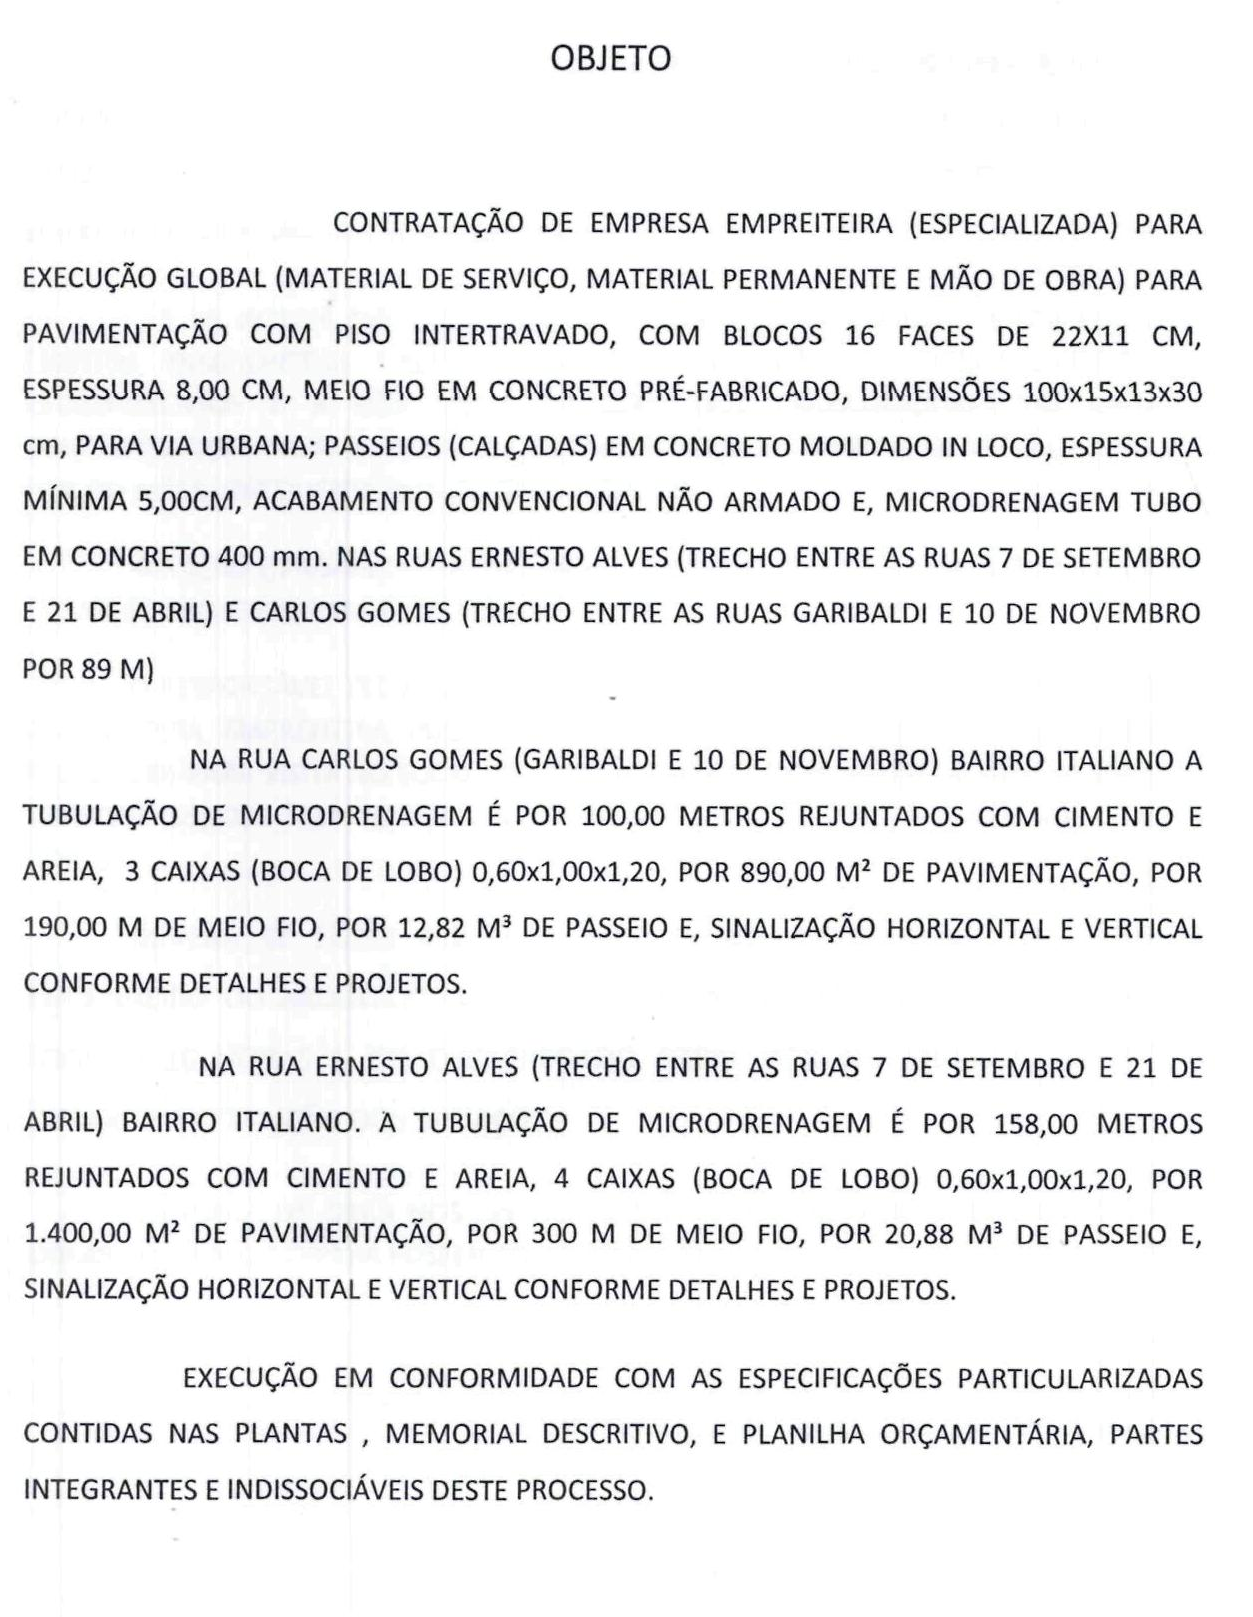 OBJETO
CONTRATAÇÃO DE EMPRESA EMPREITEIRA (ESPECIALIZADA) PARA
EXECUÇÃO GLOBAL (MATERIAL DE SERVIÇO, MATERIAL PERMANENTE E MÃO DE OBRA) PARA
PAVIMENTAÇÃO COM PISO INTERTRAVADO, COM BLOCOS 16 FACES DE 22X11 CM,
ESPESSURA 8,00 CM, MEIO FIO EM CONCRETO PRÉ-FABRICADO, DIMENSÕES 100x15x13x30
cm, PARA VIA URBANA; PASSEIOS (CALÇADAS) EM CONCRETO MOLDADO IN LOCO, ESPESSURA
MÍNIMA 5,00CM, ACABAMENTO CONVENCIONAL NÃO ARMADO E, MICRODRENAGEM TUBO
EM CONCRETO 400 mm. NAS RUAS ERNESTO ALVES (TRECHO ENTRE AS RUAS 7 DE SETEMBRO
E 21 DE ABRIL) E CARLOS GOMES (TRECHO ENTRE AS RUAS GARIBALDI E 10 DE NOVEMBRO
POR 89 M)
NA RUA CARLOS GOMES (GARIBALDI E 10 DE NOVEMBRO) BAIRRO ITALIANO A
TUBULAÇÃO DE MICRODRENAGEM É POR 100,00 METROS REJUNTADOS COM CIMENTO E
AREIA, 3 CAIXAS (BOCA DE LOBO) 0,60x1,00x1,20, POR 890,00 M² DE PAVIMENTAÇÃO, POR
190,00 M DE MEIO FIO, POR 12,82 M³ DE PASSEIO E, SINALIZAÇÃO HORIZONTAL E VERTICAL
CONFORME DETALHES E PROJETOS.
NA RUA ERNESTO ALVES (TRECHO ENTRE AS RUAS 7 DE SETEMBRO E 21 DE
ABRIL) BAIRRO ITALIANO. A TUBULAÇÃO DE MICRODRENAGEM É POR 158,00 METROS
REJUNTADOS COM CIMENTO E AREIA, 4 CAIXAS (BOCA DE LOBO) 0,60x1,00x1,20, POR
1.400,00 M² DE PAVIMENTAÇÃO, POR 300 M DE MEIO FIO, POR 20,88 M³ DE PASSEIO E,
SINALIZAÇÃO HORIZONTAL E VERTICAL CONFORME DETALHES E PROJETOS.
EXECUÇÃO EM CONFORMIDADE COM AS ESPECIFICAÇÕES PARTICULARIZADAS
CONTIDAS NAS PLANTAS , MEMORIAL DESCRITIVO, E PLANILHA ORÇAMENTÁRIA, PARTES
INTEGRANTES E INDISSOCIÁVEIS DESTE PROCESSO.